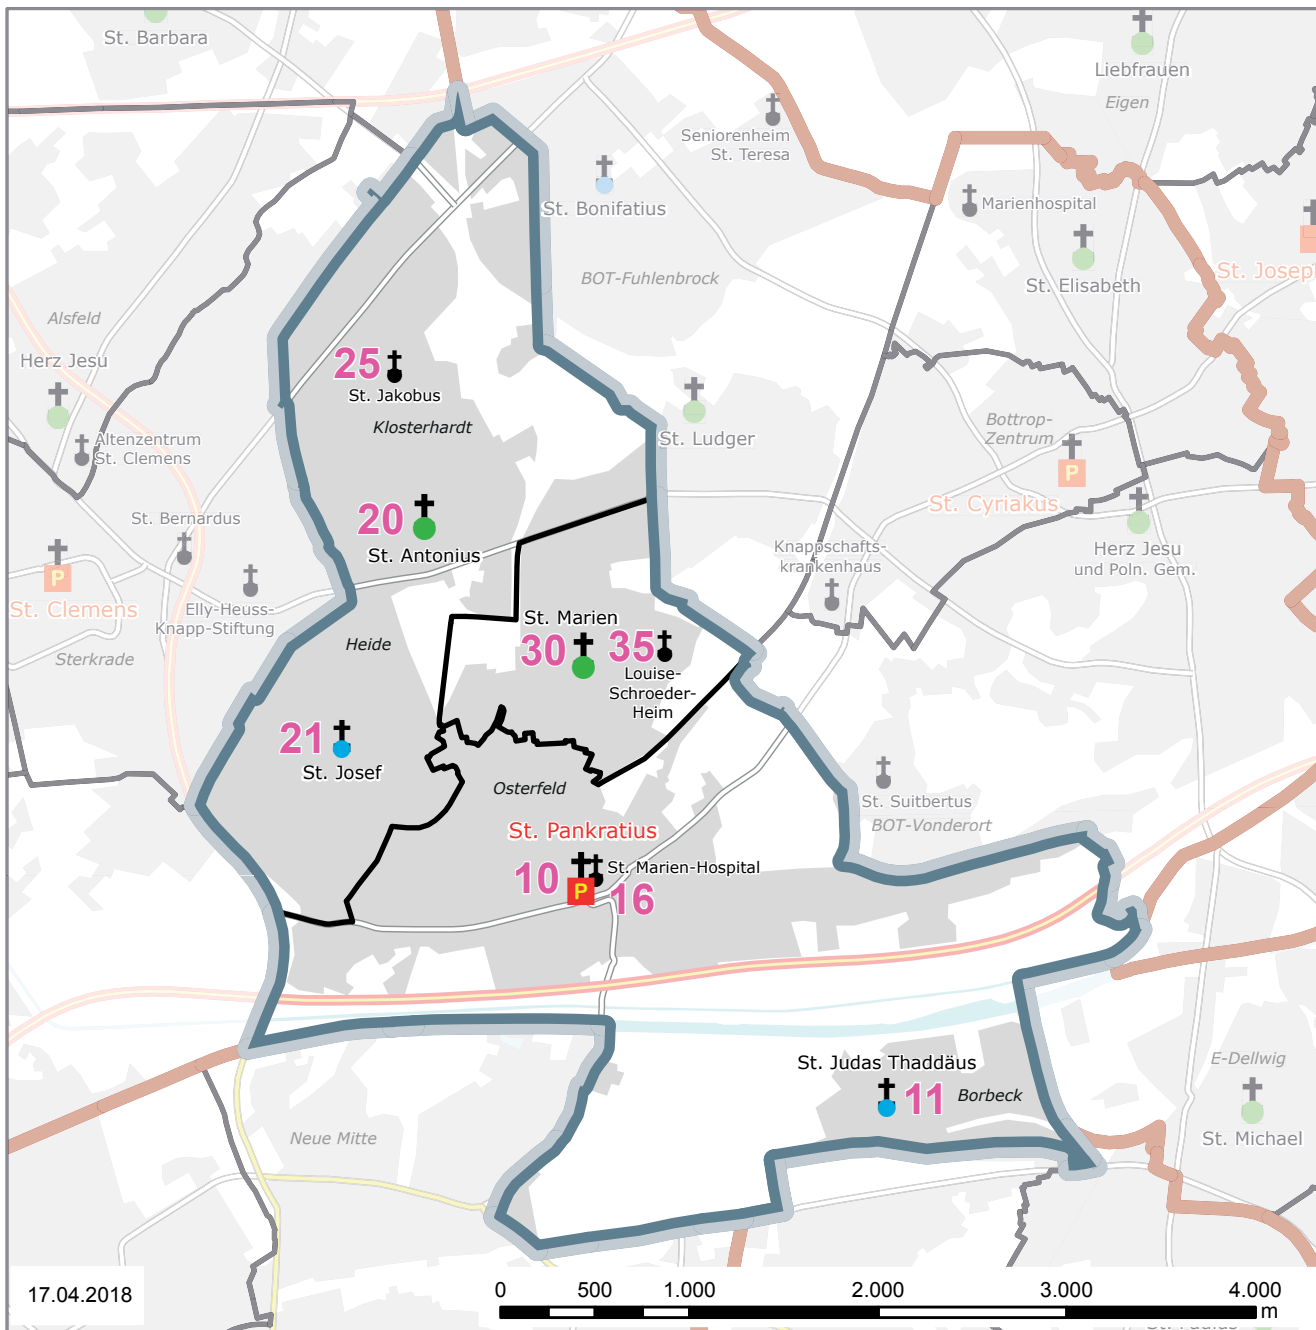 St. Barbara
Liebfrauen
Eigen
Seniorenheim
St. Teresa
St. Bonifatius
Marienhospital
St. Elisabeth
BOT-Fuhlenbrock
Alsfeld
Herz Jesu
25
St. Jakobus
Klosterhardt
St. Ludger
Bottrop-
Zentrum
Altenzentrum
St. Clemens
P
St. Cyriakus
20
St. Antonius
St. Bernardus
Knappschafts-
krankenhaus
Herz Jesu
und Poln. Gem.
P
St. Clemens
Elly-Heuss-
Knapp-Stiftung
Sterkrade
Heide
St. Marien
30
35
Louise-
Schroeder-
Heim
21
St. Josef
Osterfeld
St. Suitbertus
BOT-Vonderort
St. Pankratius
10
P
St. Marien-Hospital
16
St. Judas Thaddäus
11
Borbeck
E-Dellwig
St. Michael
Neue Mitte
17.04.2018
0 500 1.000 2.000 3.000 4.000
m